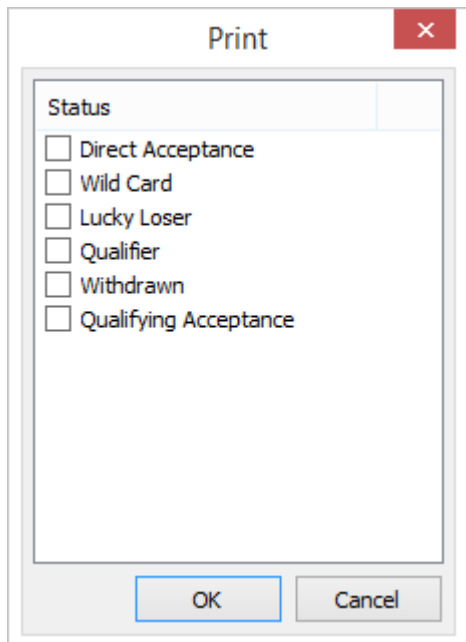 Print
Status
Direct Acceptance
Wild Card
Lucky Loser
Qualifier
Withdrawn
Qualifying Acceptance
OK Cancel